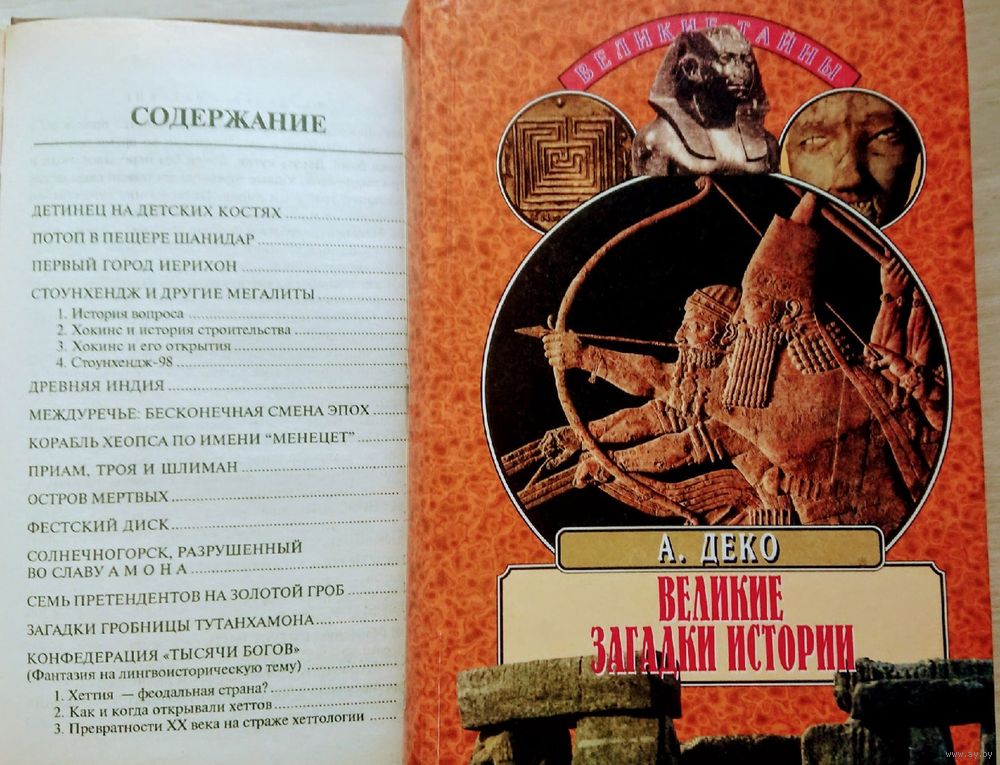 СОДЕРЖАНИЕ
ДЕТИНЕЦ НА ДЕТСКИХ КОСТЯХ
ПОТОП В ПЕЩЕРЕ ШАНИДАР
ПЕРВЫЙ ГОРОД ИЕРИХОН
СТОУНХЕНДЖ И ДРУГИЕ МЕГАЛИТЫ
1. История вопроса
2. Хокинс и история строительства
3. Хокинс и его открытия
4. Стоунхендж-98
ДРЕВНЯЯ ИНДИЯ
МЕЖДУРЕЧЬЕ: БЕСКОНЕЧНАЯ СМЕНА ЭПОХ
КОРАБЛЬ ХЕОПСА ПО ИМЕНИ "МЕНЕЦЕТ"
ПРИАМ, ТРОЯ И ШЛИМАН
ОСТРОВ МЕРТВЫХ
ФЕСТСКИЙ ДИСК
СОЛНЕЧНОГОРСК, РАЗРУШЕННЫЙ
ВО СЛАВУ А М О Н А
СЕМЬ ПРЕТЕНДЕНТОВ НА ЗОЛОТОЙ ГРОБ
ЗАГАДКИ ГРОБНИЦЫ ТУТАНХАМОНА
КОНФЕДЕРАЦИЯ «ТЫСЯЧИ БОГОВ»
(Фантазия на лингвоисторическую тему)
1. Хеттия — феодальная страна?
2. Как и когда открывали хеттов
3. Превратности XX века на страже хеттологии
ВЕЛИКИЕ ТАЙНЫ
А. ДЕКО
ВЕЛИКИЕ
ЗАГАДКИ ИСТОРИИ
www.ay.by